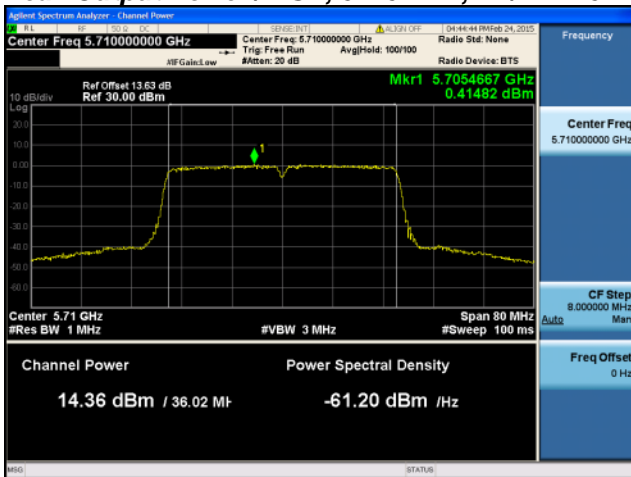 Agilent Spectrum Analyzer - Channel Power
RL RF 50 Ω DC SENSE:INT ALIGN OFF 04:44:44 PM Feb 24, 2015
Center Freq 5.710000000 GHz
Center Freq: 5.710000000 GHz
Radio Std: None
Trig: Free Run Avg|Hold: 100/100
#IFGain:Low #Atten: 20 dB Radio Device: BTS
Frequency
Ref Offset 13.63 dB
10 dB/div Ref 30.00 dBm
Mkr1 5.7054667 GHz
0.41482 dBm
Log
20.0
10.0
0.00
-10.0
-20.0
-30.0
-40.0
-50.0
-60.0
1
Center Freq
5.710000000 GHz
Center 5.71 GHz Span 80 MHz
#Res BW 1 MHz #VBW 3 MHz #Sweep 100 ms
CF Step
8.000000 MHz
Auto Man
Channel Power Power Spectral Density
14.36 dBm / 36.02 MH -61.20 dBm /Hz
Freq Offset
0 Hz
MSG STATUS